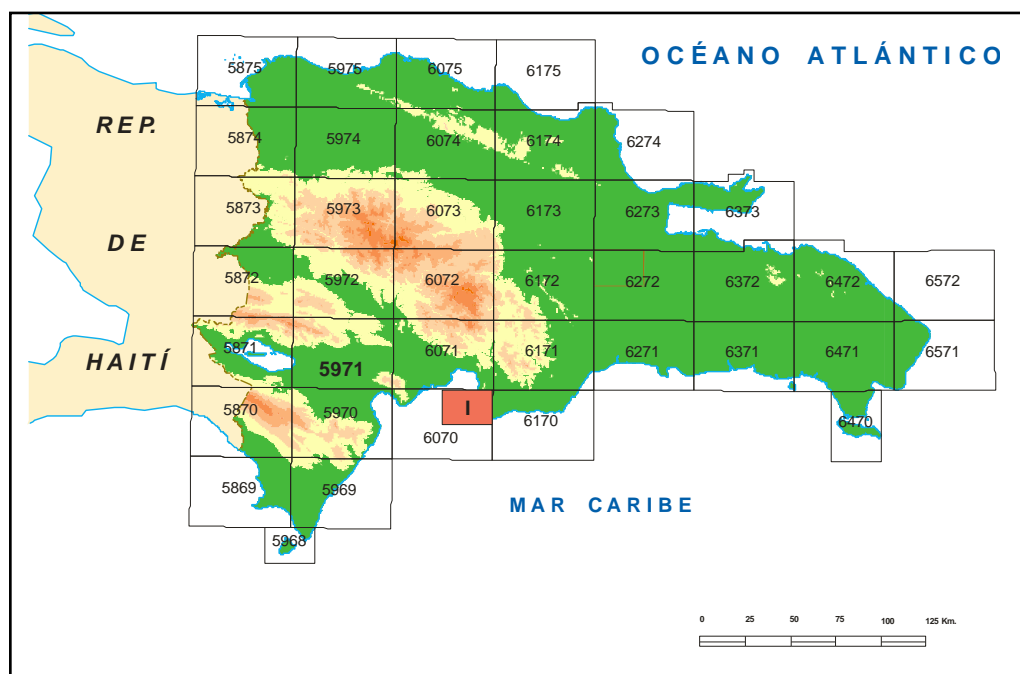 OCÉANO ATLÁNTICO
5875 5975 6075 6175
REP.
5874 5974 6074 6174 6274
5873 5973 6073 6173 6273 6373
DE
5872 5972 6072 6172 6272 6372 6472 6572
HAITÍ
5871 5971 6071 6171 6271 6371 6471 6571
5870 5970 6070 I 6170 6470
5869 5969
MAR CARIBE
5968
0 25 50 75 100 125 Km.